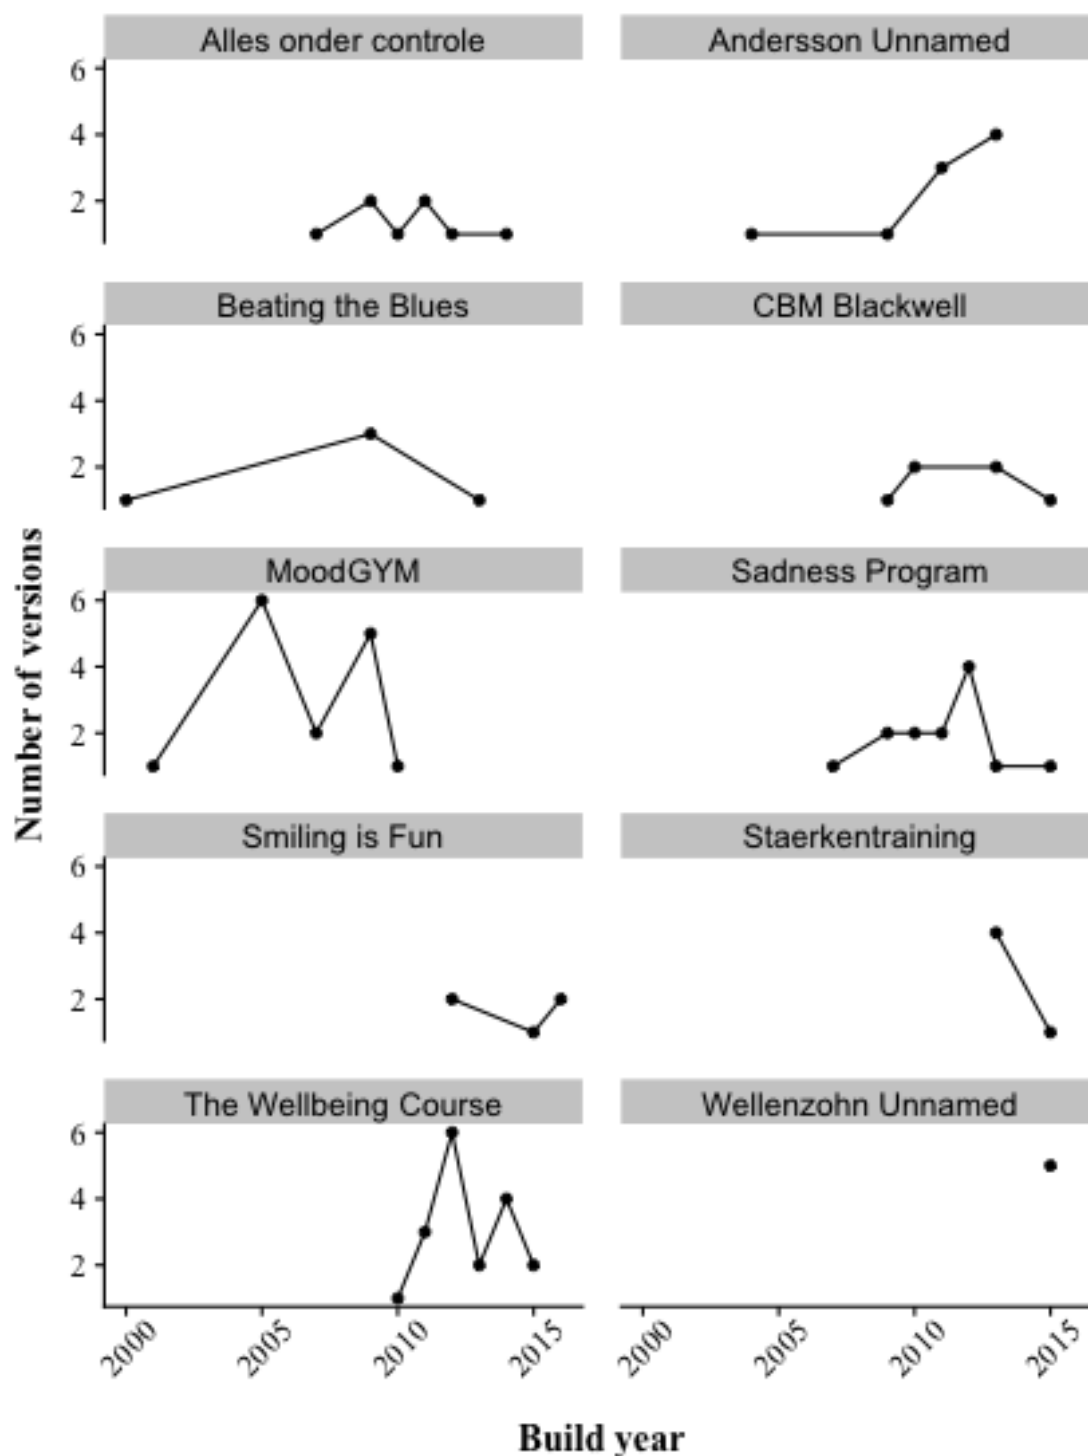 Alles onder controle
Andersson Unnamed
6
4
2
Beating the Blues
CBM Blackwell
6
4
2
MoodGYM
Sadness Program
6
4
2
Smiling is Fun
Staerkentraining
6
4
2
The Wellbeing Course
Wellenzohn Unnamed
6
4
2
Number of versions
2000
2005
2010
2015
2000
2005
2010
2015
Build year